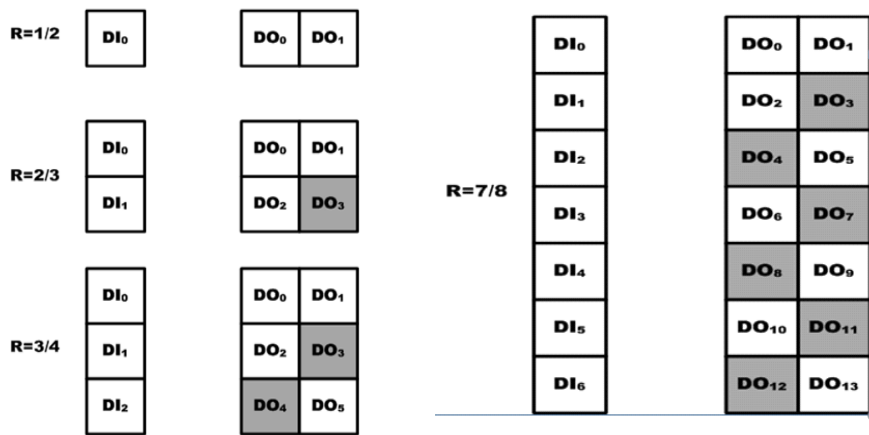 R=1/2 DI₀ DO₀ DO₁
R=2/3
DI₀ DO₀ DO₁
DI₁ DO₂ DO₃
R=3/4
DI₀ DO₀ DO₁
DI₁ DO₂ DO₃
DI₂ DO₄ DO₅
R=7/8
DI₀ DO₀ DO₁
DI₁ DO₂ DO₃
DI₂ DO₄ DO₅
DI₃ DO₆ DO₇
DI₄ DO₈ DO₉
DI₅ DO₁₀ DO₁₁
DI₆ DO₁₂ DO₁₃